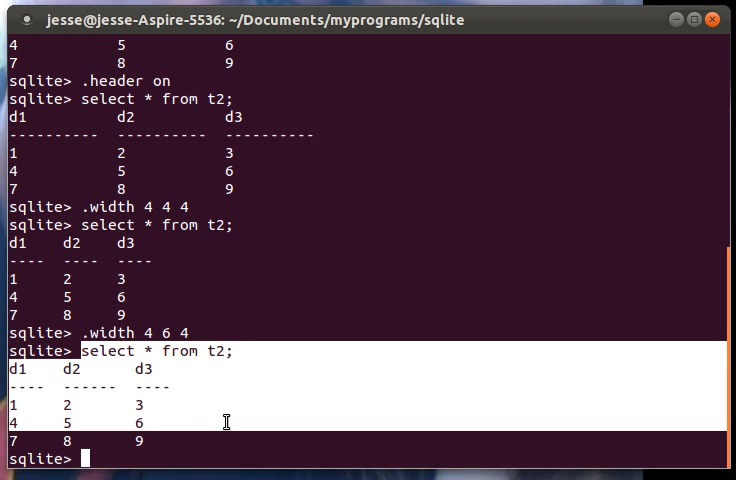 jesse@jesse-Aspire-5536: ~/Documents/myprograms/sqlite
4           5           6
7           8           9
sqlite> .header on
sqlite> select * from t2;
d1          d2          d3
----------  ----------  ----------
1           2           3
4           5           6
7           8           9
sqlite> .width 4 4 4
sqlite> select * from t2;
d1    d2    d3
----  ----  ----
1     2     3
4     5     6
7     8     9
sqlite> .width 4 6 4
sqlite> select * from t2;
d1    d2      d3
----  ------  ----
1     2       3
4     5       6
7     8       9
sqlite>